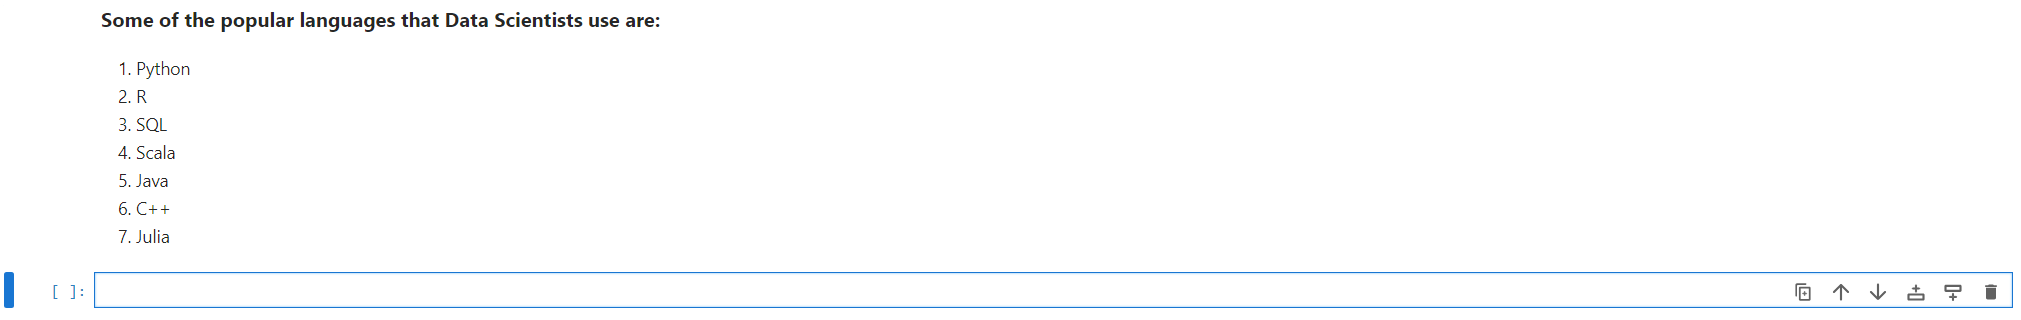 Some of the popular languages that Data Scientists use are:
1. Python
2. R
3. SQL
4. Scala
5. Java
6. C++
7. Julia
[ ]: